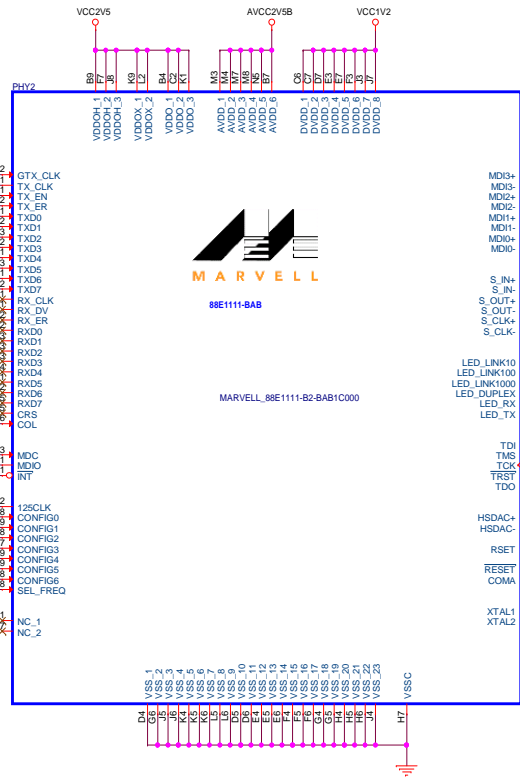 VCC2V5 AVCC2V5B VCC1V2
B9 F7 J8 K9 L2 B4 C2 K1 M3 M4 M7 M8 N5 B7 C6 C7 D7 E3 E7 F3 J3 J7
PHY2
VDDOH_1 VDDOH_2 VDDOH_3 VDDOX_1 VDDOX_2 VDDO_1 VDDO_2 VDDO_3 AVDD_1 AVDD_2 AVDD_3 AVDD_4 AVDD_5 AVDD_6 DVDD_1 DVDD_2 DVDD_3 DVDD_4 DVDD_5 DVDD_6 DVDD_7 DVDD_8
GTX_CLK
TX_CLK
TX_EN
TX_ER
TXD0
TXD1
TXD2
TXD3
TXD4
TXD5
TXD6
TXD7
RX_CLK
RX_DV
RX_ER
RXD0
RXD1
RXD2
RXD3
RXD4
RXD5
RXD6
RXD7
CRS
COL
MDC
MDIO
INT
125CLK
CONFIG0
CONFIG1
CONFIG2
CONFIG3
CONFIG4
CONFIG5
CONFIG6
SEL_FREQ
NC_1
NC_2
MARVELL
88E1111-BAB
MARVELL_88E1111-B2-BAB1C000
MDI3+
MDI3-
MDI2+
MDI2-
MDI1+
MDI1-
MDI0+
MDI0-
S_IN+
S_IN-
S_OUT+
S_OUT-
S_CLK+
S_CLK-
LED_LINK10
LED_LINK100
LED_LINK1000
LED_DUPLEX
LED_RX
LED_TX
TDI
TMS
TCK
TRST
TDO
HSDAC+
HSDAC-
RSET
RESET
COMA
XTAL1
XTAL2
VSS_1 VSS_2 VSS_3 VSS_4 VSS_5 VSS_6 VSS_7 VSS_8 VSS_9 VSS_10 VSS_11 VSS_12 VSS_13 VSS_14 VSS_15 VSS_16 VSS_17 VSS_18 VSS_19 VSS_20 VSS_21 VSS_22 VSS_23 VSSC
D4 G6 J5 J6 K4 K5 K6 L5 L6 D5 D6 E4 E5 E6 F4 F5 F6 G4 G5 H4 H5 H6 J4 H7